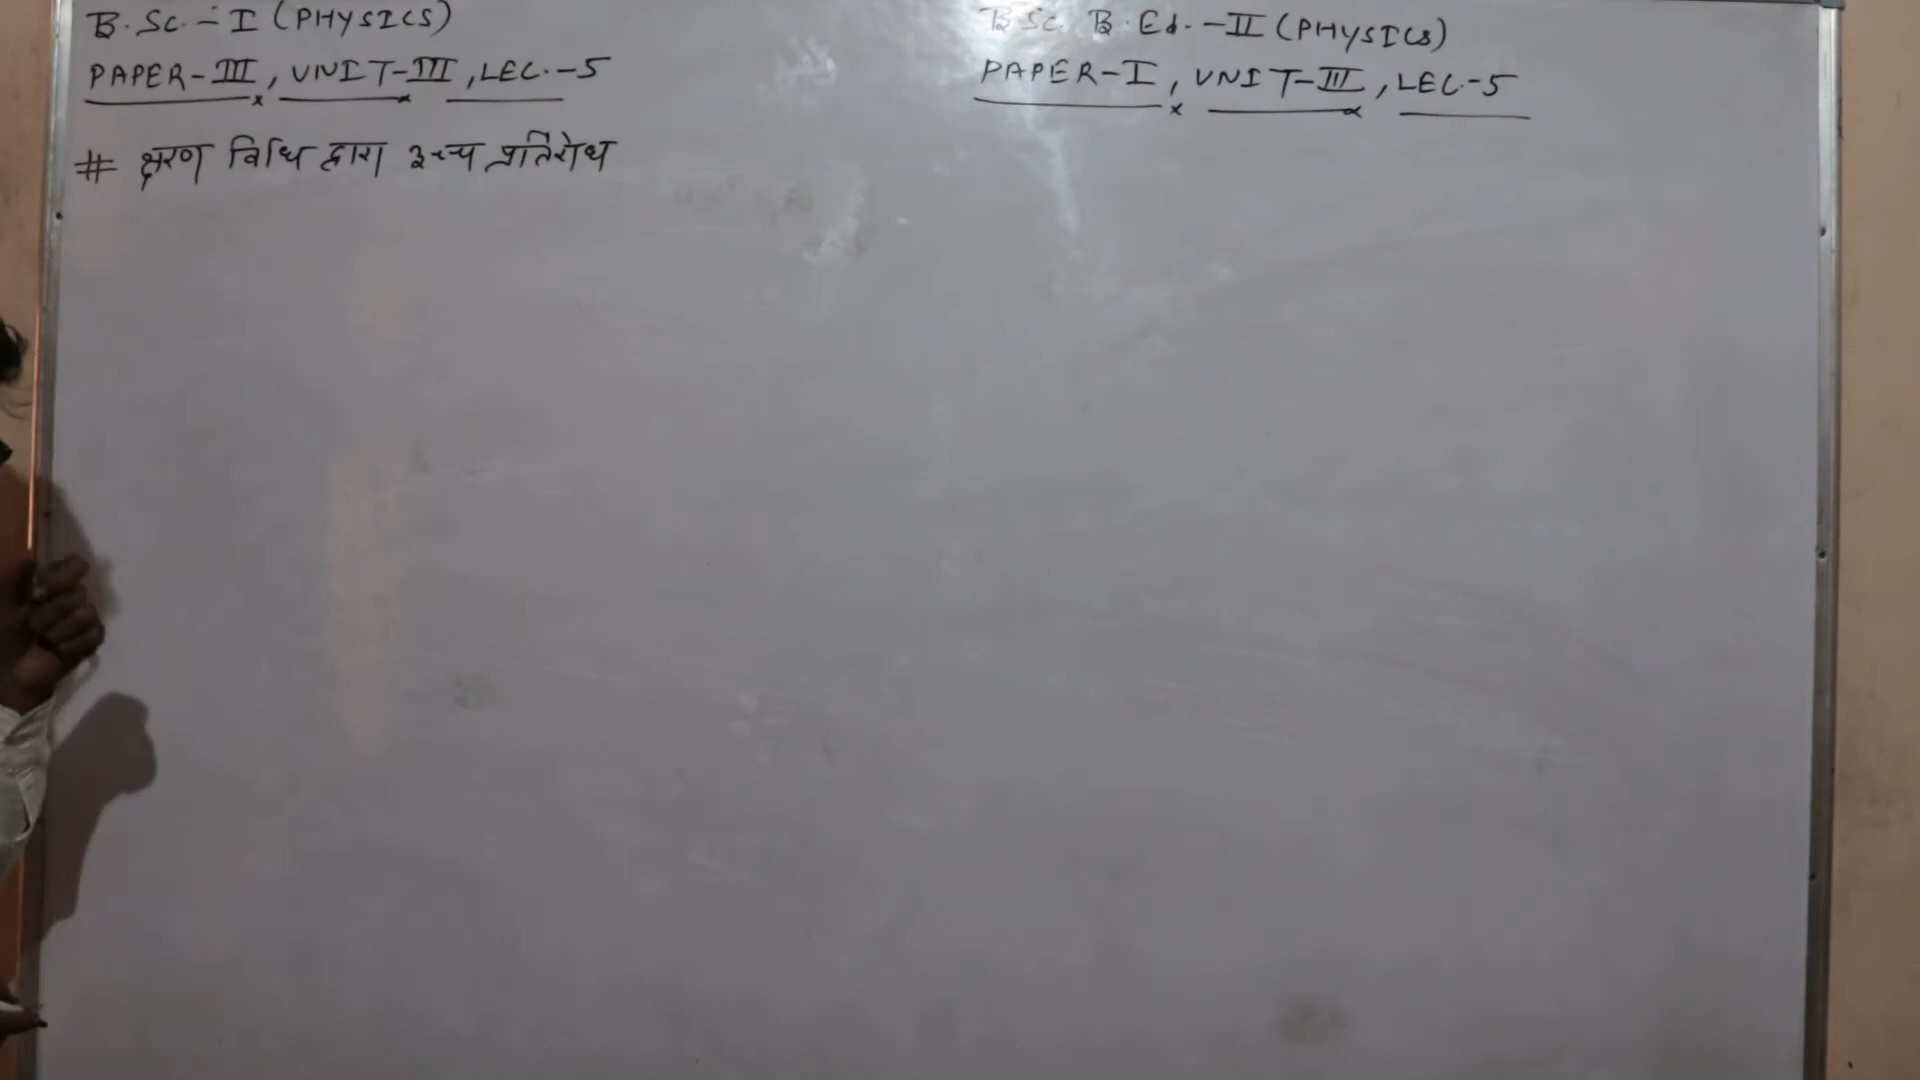 B.Sc.-I (PHYSICS)
PAPER-III, UNIT-III, LEC.-5
# क्षरण विधि द्वारा उच्च प्रतिरोध
B.Sc. B.Ed.-II (PHYSICS)
PAPER-I, UNIT-III, LEC.-5